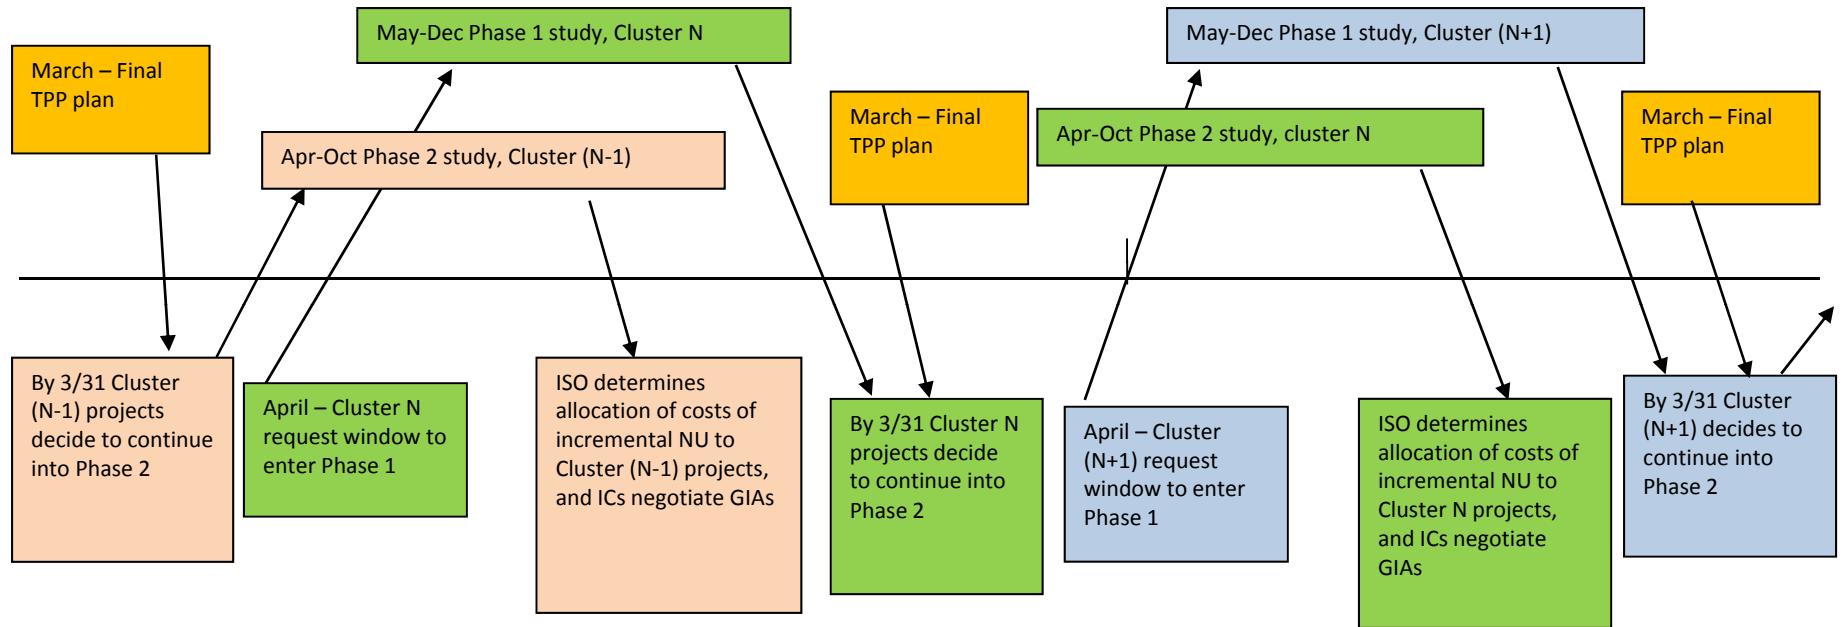 May-Dec Phase 1 study, Cluster N
May-Dec Phase 1 study, Cluster (N+1)
March – Final
TPP plan
Apr-Oct Phase 2 study, Cluster (N-1)
March – Final
TPP plan
Apr-Oct Phase 2 study, cluster N
March – Final
TPP plan
By 3/31 Cluster
(N-1) projects
decide to continue
into Phase 2
April – Cluster N
request window to
enter Phase 1
ISO determines
allocation of costs of
incremental NU to
Cluster (N-1) projects,
and ICs negotiate GIAs
By 3/31 Cluster N
projects decide
to continue into
Phase 2
April – Cluster
(N+1) request
window to enter
Phase 1
ISO determines
allocation of costs of
incremental NU to
Cluster N projects,
and ICs negotiate
GIAs
By 3/31 Cluster
(N+1) decides to
continue into
Phase 2